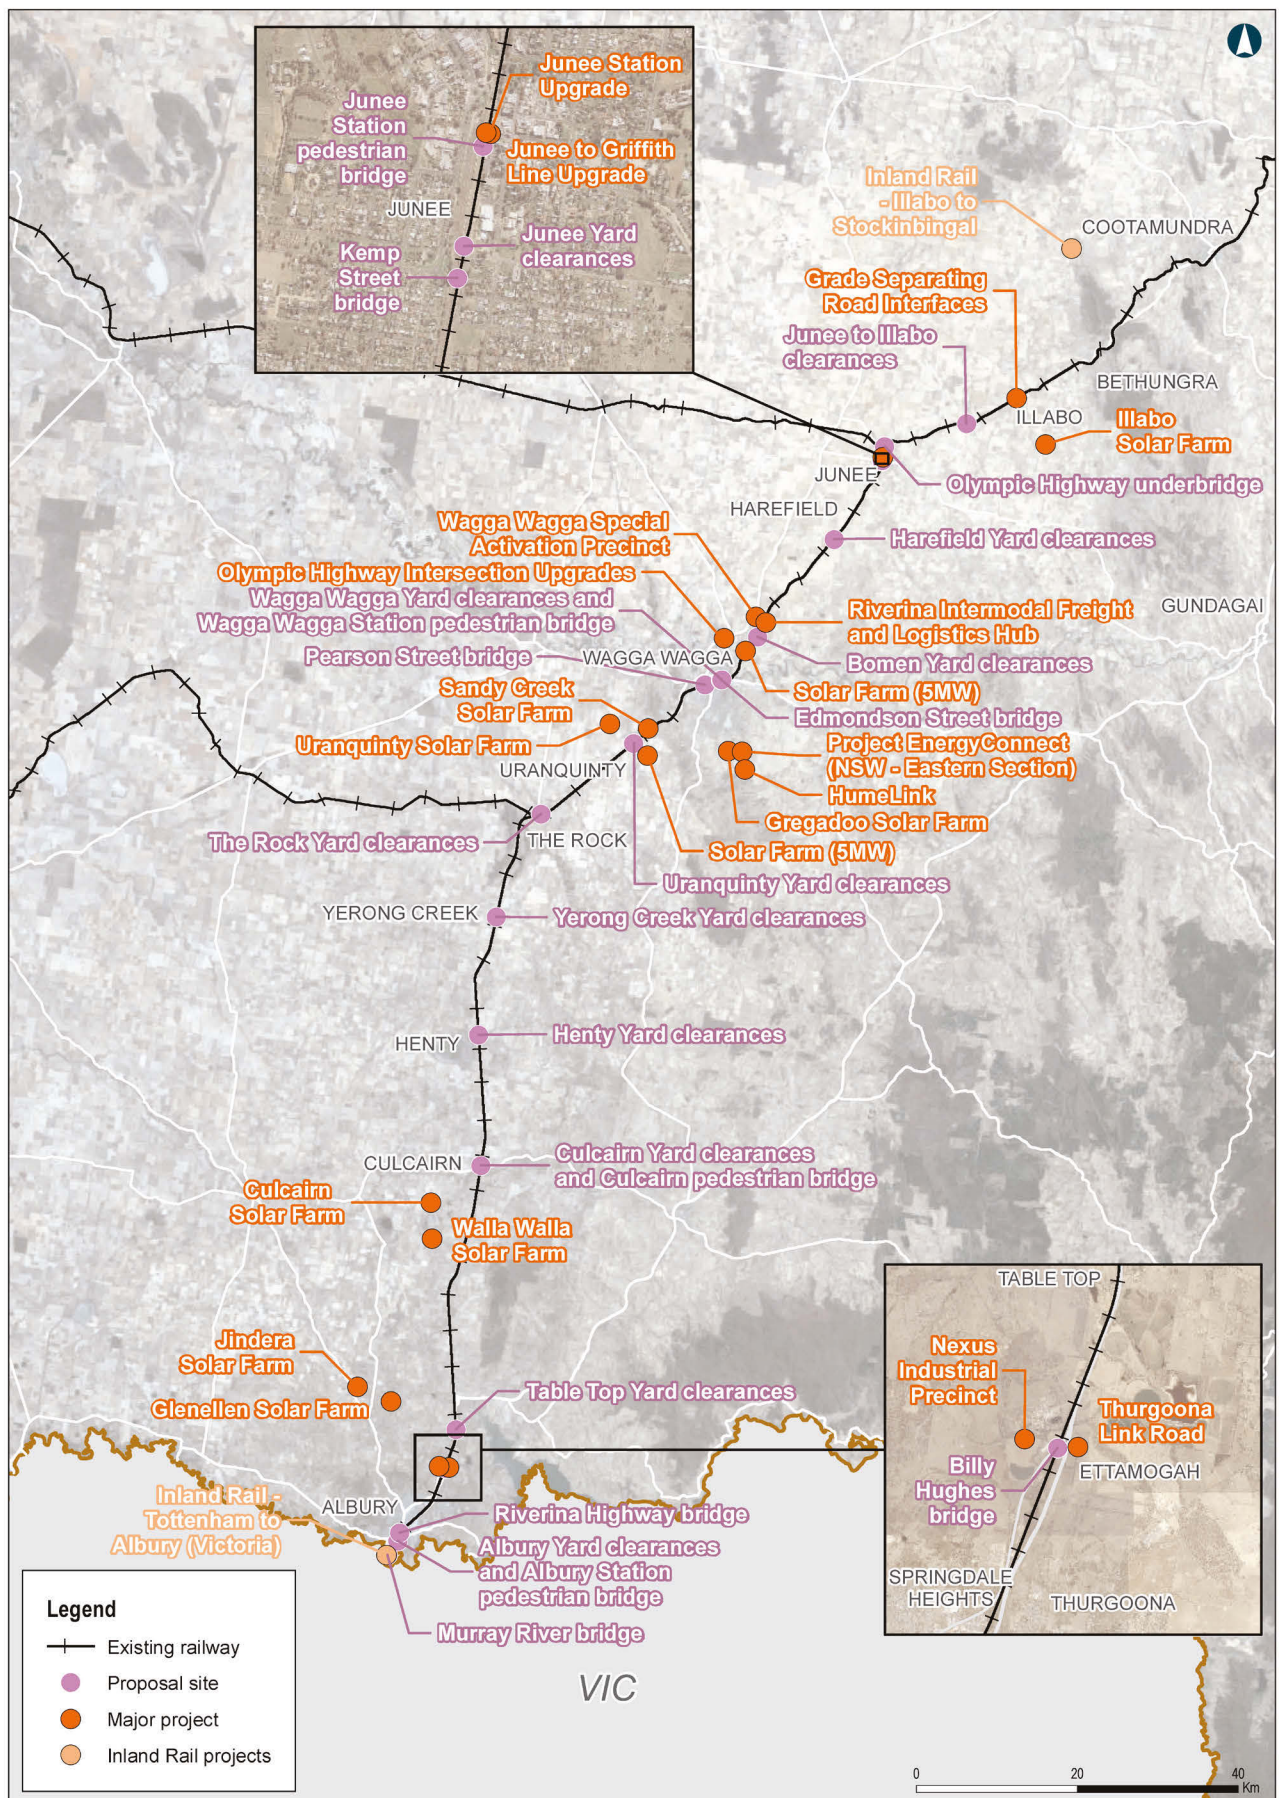 Junee Station
Upgrade
Junee
Station
pedestrian
bridge
Junee to Griffith
Line Upgrade
JUNEE
Junee Yard
clearances
Kemp
Street
bridge
Inland Rail
- Illabo to
Stockinbingal
COOTAMUNDRA
Grade Separating
Road Interfaces
Junee to Illabo
clearances
BETHUNGRA
ILLABO
Illabo
Solar Farm
JUNEE
Olympic Highway underbridge
HAREFIELD
Wagga Wagga Special
Activation Precinct
Harefield Yard clearances
Olympic Highway Intersection Upgrades
Wagga Wagga Yard clearances and
Wagga Wagga Station pedestrian bridge
Riverina Intermodal Freight
and Logistics Hub
GUNDAGAI
Pearson Street bridge
WAGGA WAGGA
Bomen Yard clearances
Sandy Creek
Solar Farm
Solar Farm (5MW)
Edmondson Street bridge
Uranquinty Solar Farm
Project EnergyConnect
(NSW - Eastern Section)
URANQUINTY
HumeLink
Gregadoo Solar Farm
The Rock Yard clearances
THE ROCK
Solar Farm (5MW)
Uranquinty Yard clearances
YERONG CREEK
Yerong Creek Yard clearances
HENTY
Henty Yard clearances
CULCAIRN
Culcairn Yard clearances
and Culcairn pedestrian bridge
Culcairn
Solar Farm
Walla Walla
Solar Farm
TABLE TOP
Jindera
Solar Farm
Nexus
Industrial
Precinct
Glenellen Solar Farm
Table Top Yard clearances
Thurgoona
Link Road
Billy
Hughes
bridge
ETTAMOGAH
Inland Rail -
Tottenham to
Albury (Victoria)
ALBURY
Riverina Highway bridge
Albury Yard clearances
and Albury Station
pedestrian bridge
SPRINGDALE
HEIGHTS
THURGOONA
Murray River bridge
VIC
Legend
Existing railway
Proposal site
Major project
Inland Rail projects
0 20 40
Km